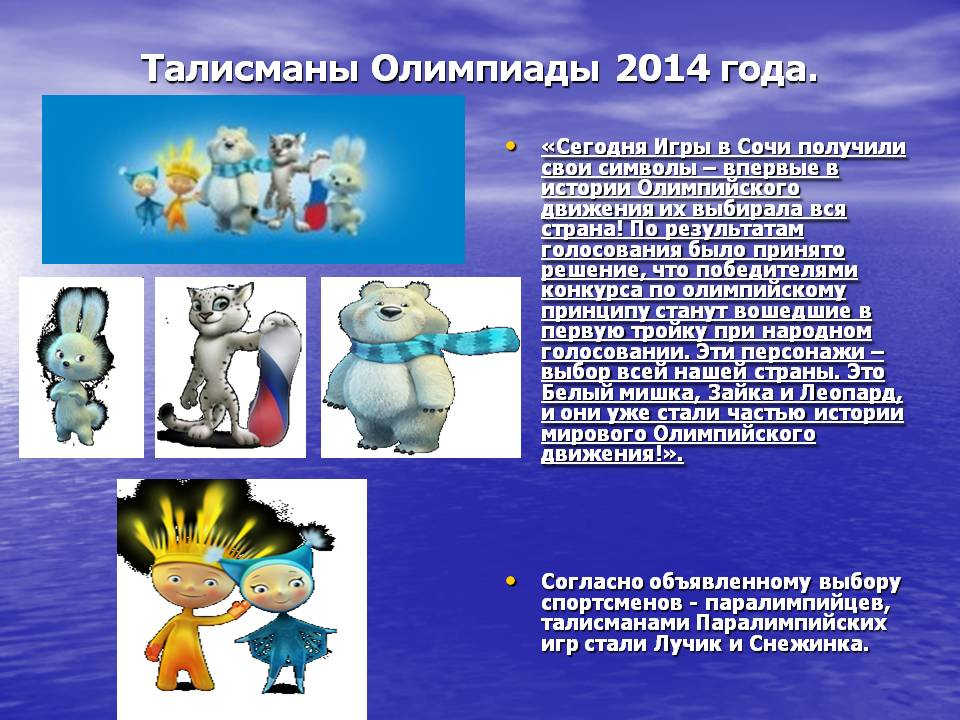 Талисманы Олимпиады 2014 года.
• «Сегодня Игры в Сочи получили
свои символы – впервые в
истории Олимпийского
движения их выбирала вся
страна! По результатам
голосования было принято
решение, что победителями
конкурса по олимпийскому
принципу станут вошедшие в
первую тройку при народном
голосовании. Эти персонажи –
выбор всей нашей страны. Это
Белый мишка, Зайка и Леопард,
и они уже стали частью истории
мирового Олимпийского
движения!».
• Согласно объявленному выбору
спортсменов - паралимпийцев,
талисманами Паралимпийских
игр стали Лучик и Снежинка.